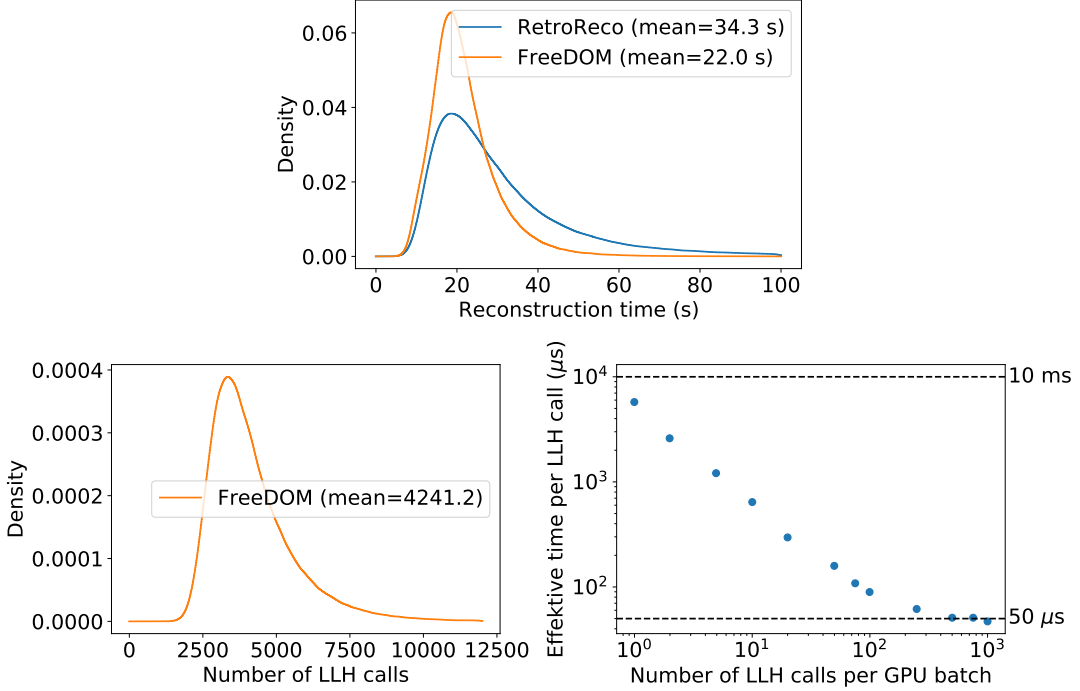 RetroReco (mean=34.3 s)
FreeDOM (mean=22.0 s)
Density
0.06
0.04
0.02
0.00
0 20 40 60 80 100
Reconstruction time (s)
FreeDOM (mean=4241.2)
Density
0.0004
0.0003
0.0002
0.0001
0.0000
0 2500 5000 7500 10000 12500
Number of LLH calls
Effektive time per LLH call (μs)
10⁴
10³
10²
10 ms
50 μs
10⁰ 10¹ 10² 10³
Number of LLH calls per GPU batch